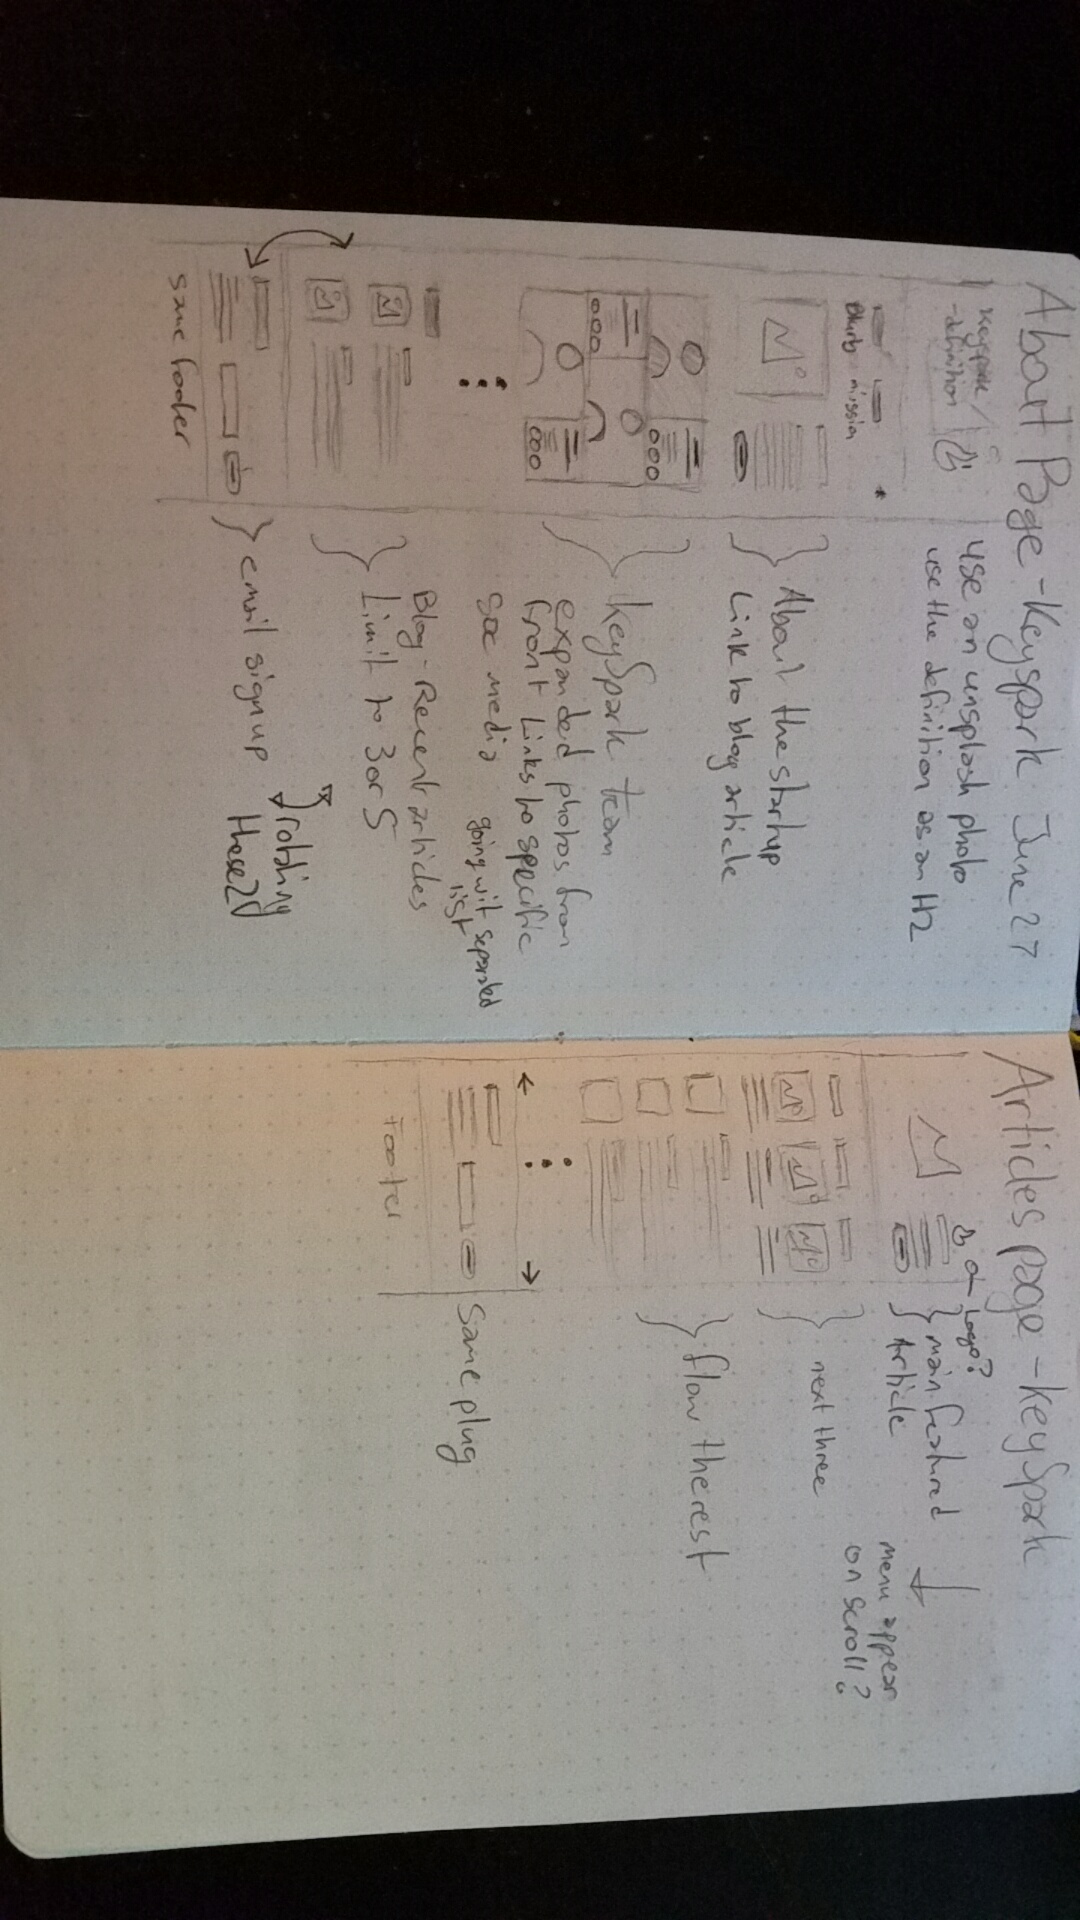 About Page - Keyspark June 27
Keyspark /
- definition
use an unsplash photo
use the definition as an H2
Blurb mission
About the startup
Link to blog article
KeySpark team
expanded photos from
front Links to specific
soc media
going wit separated
list
Blog - Recent articles
Limit to 3 or 5
email sign up
these 2
same footer
Articles page - KeySpark
Logo?
main featured
Article
menu appear
on scroll?
next three
flow the rest
same plug
Footer